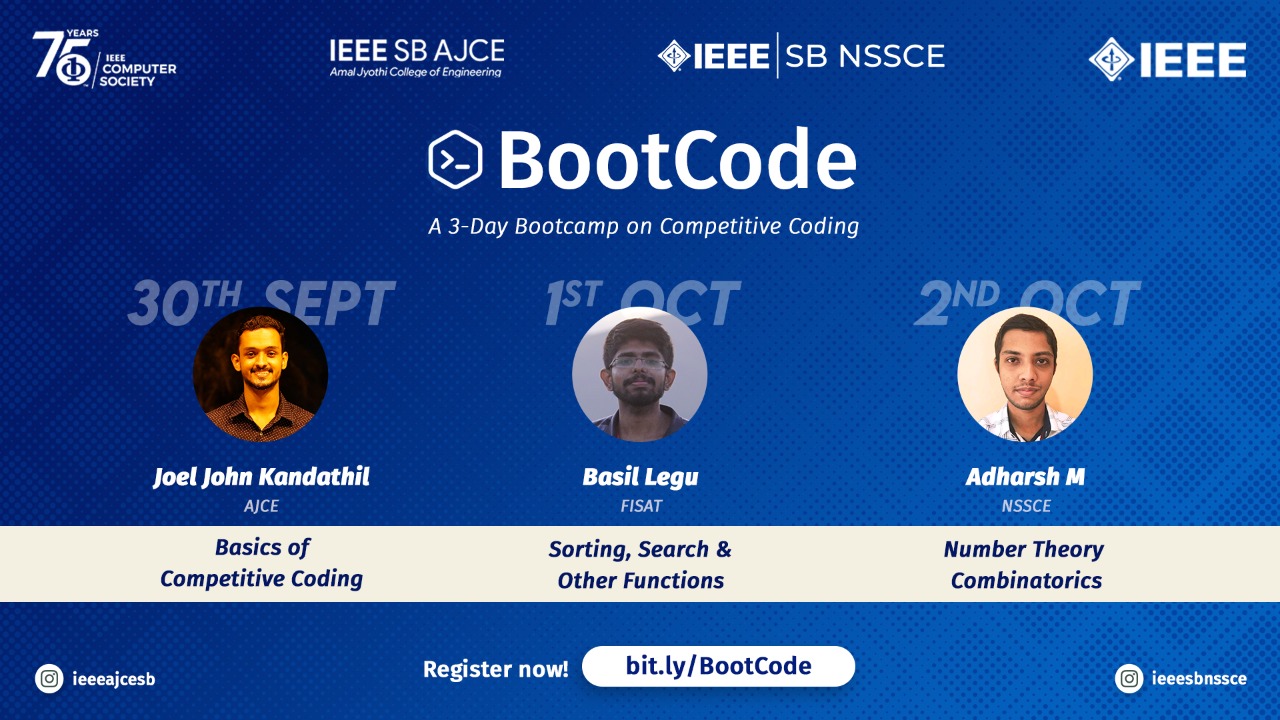 75 YEARS
IEEE
COMPUTER
SOCIETY
IEEE SB AJCE
Amal Jyothi College of Engineering
IEEE SB NSSCE
IEEE
BootCode
A 3-Day Bootcamp on Competitive Coding
30TH SEPT
1ST OCT
2ND OCT
Joel John Kandathil
AJCE
Basil Legu
FISAT
Adharsh M
NSSCE
Basics of
Competitive Coding
Sorting, Search &
Other Functions
Number Theory
Combinatorics
Register now! bit.ly/BootCode
ieeeajcesb
ieeesbnssce